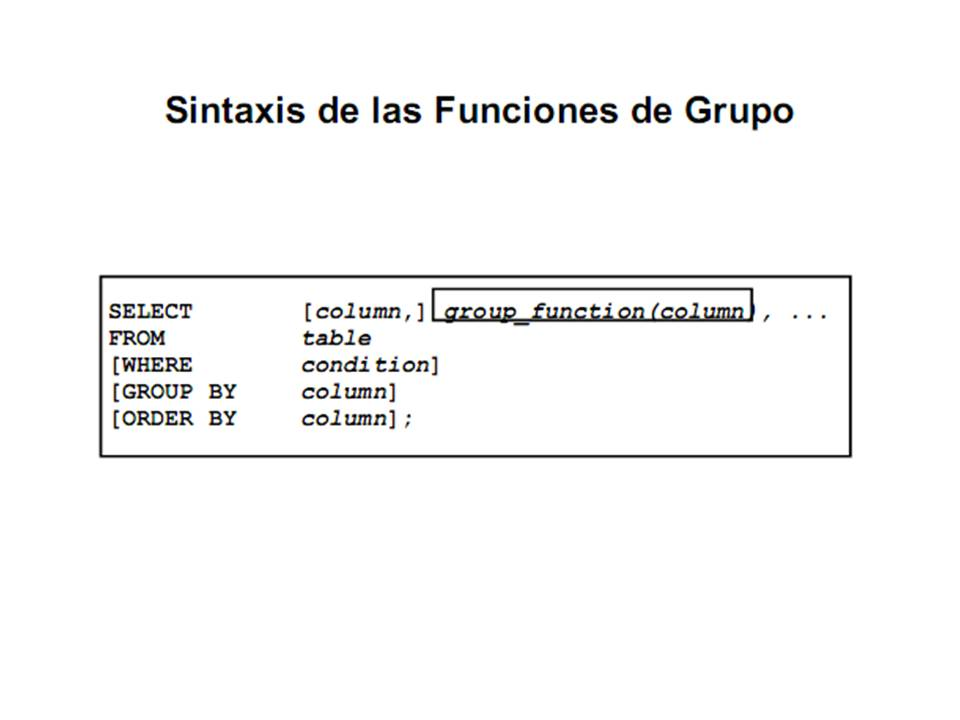 Sintaxis de las Funciones de Grupo
SELECT [column,] group_function(column), ...
FROM table
[WHERE condition]
[GROUP BY column]
[ORDER BY column];